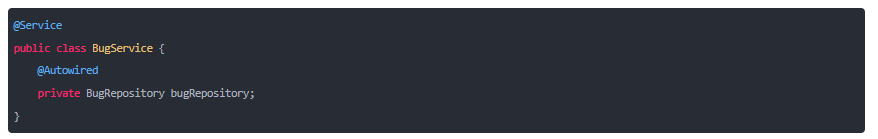 @Service
public class BugService {
    @Autowired
    private BugRepository bugRepository;
}